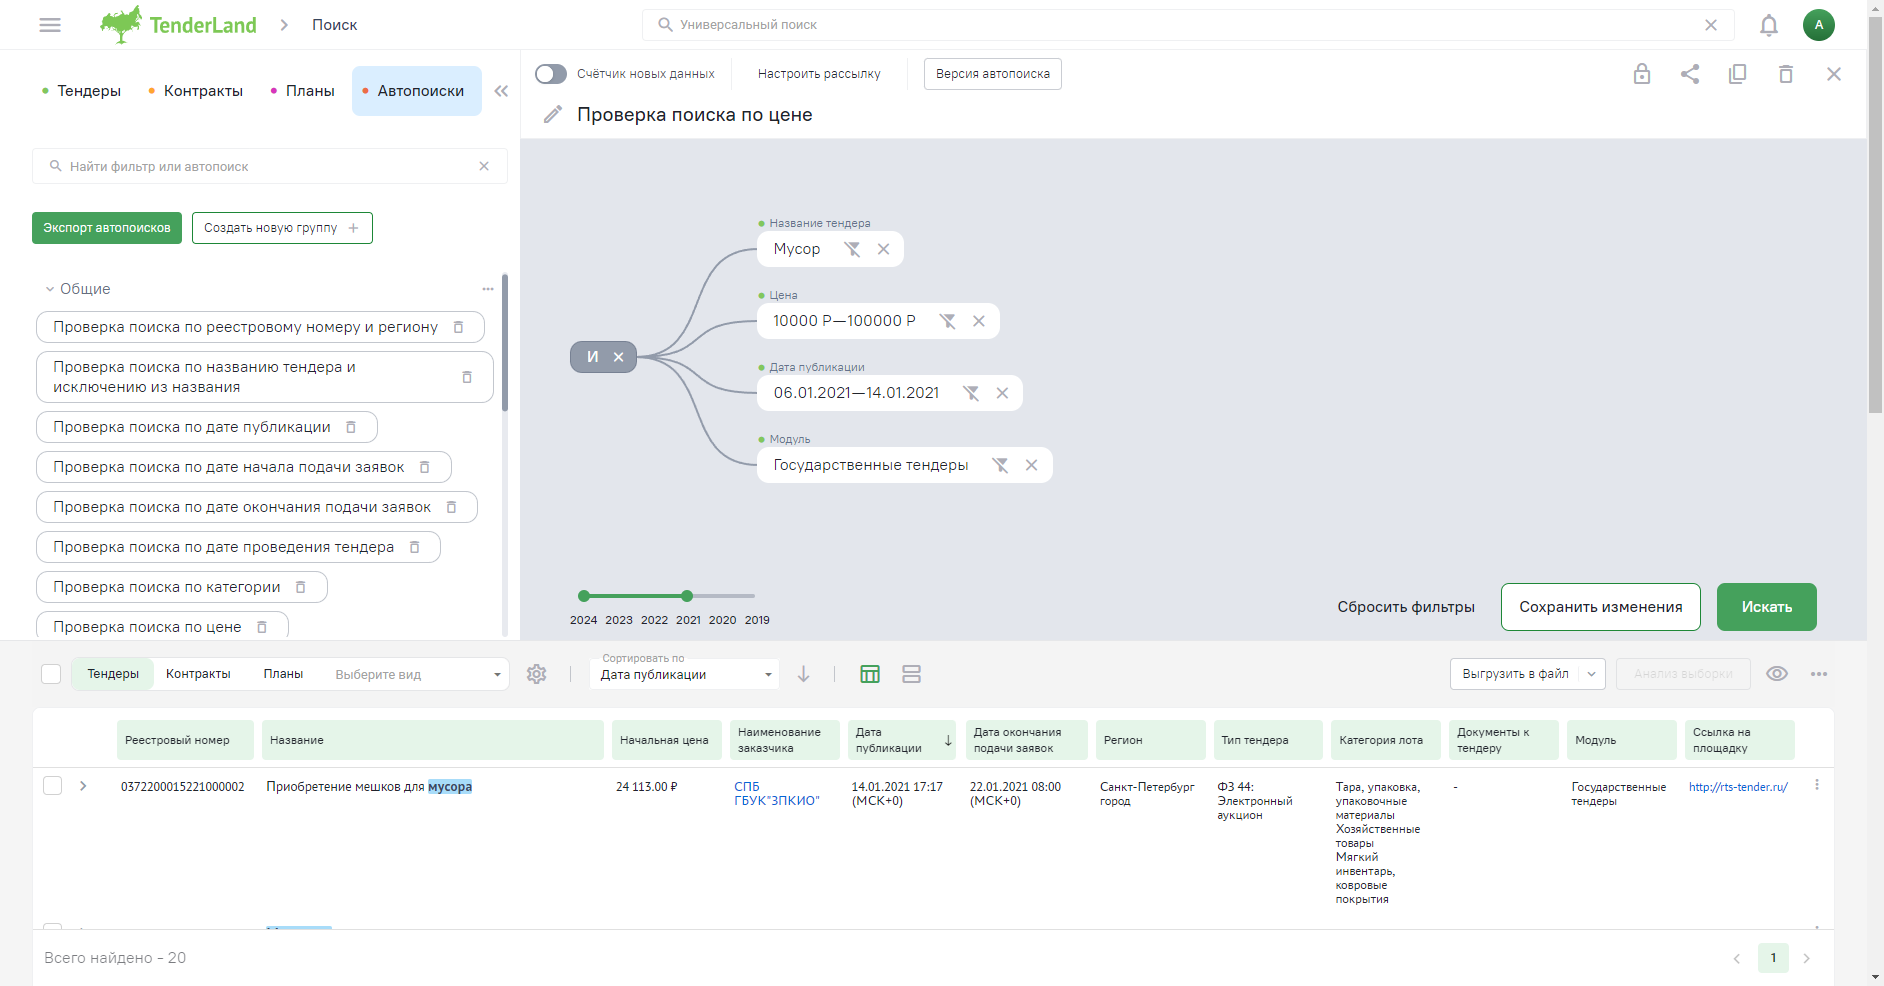 TenderLand
Поиск
Универсальный поиск
А
Тендеры
Контракты
Планы
Автопоиски
Найти фильтр или автопоиск
Экспорт автопоисков
Создать новую группу
Общие
Проверка поиска по реестровому номеру и региону
Проверка поиска по названию тендера и
исключению из названия
Проверка поиска по дате публикации
Проверка поиска по дате начала подачи заявок
Проверка поиска по дате окончания подачи заявок
Проверка поиска по дате проведения тендера
Проверка поиска по категории
Проверка поиска по цене
Счётчик новых данных
Настроить рассылку
Версия автопоиска
Проверка поиска по цене
И
Название тендера
Мусор
Цена
10000 Р—100000 Р
Дата публикации
06.01.2021—14.01.2021
Модуль
Государственные тендеры
2024 2023 2022 2021 2020 2019
Сбросить фильтры
Сохранить изменения
Искать
Тендеры
Контракты
Планы
Выберите вид
Сортировать по
Дата публикации
Выгрузить в файл
Анализ выборки
Реестровый номер
Название
Начальная цена
Наименование
заказчика
Дата
публикации
Дата окончания
подачи заявок
Регион
Тип тендера
Категория лота
Документы к
тендеру
Модуль
Ссылка на
площадку
0372200015221000002
Приобретение мешков для мусора
24 113.00 ₽
СПБ
ГБУК"ЗПКИО"
14.01.2021 17:17
(МСК+0)
22.01.2021 08:00
(МСК+0)
Санкт-Петербург
город
ФЗ 44:
Электронный
аукцион
Тара, упаковка,
упаковочные
материалы
Хозяйственные
товары
Мягкий
инвентарь,
ковровые
покрытия
-
Государственные
тендеры
http://rts-tender.ru/
Всего найдено - 20
1